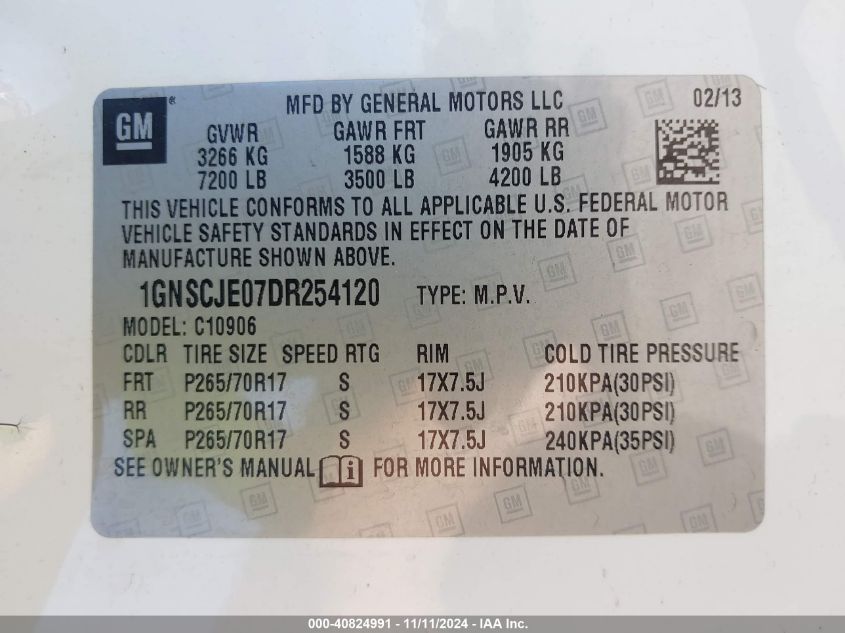 GM ® MFD BY GENERAL MOTORS LLC 02/13
GVWR GAWR FRT GAWR RR
3266 KG 1588 KG 1905 KG
7200 LB 3500 LB 4200 LB
THIS VEHICLE CONFORMS TO ALL APPLICABLE U.S. FEDERAL MOTOR
VEHICLE SAFETY STANDARDS IN EFFECT ON THE DATE OF
MANUFACTURE SHOWN ABOVE.
1GNSCJE07DR254120 TYPE: M.P.V.
MODEL: C10906
CDLR TIRE SIZE SPEED RTG RIM COLD TIRE PRESSURE
FRT P265/70R17 S 17X7.5J 210KPA(30PSI)
RR P265/70R17 S 17X7.5J 210KPA(30PSI)
SPA P265/70R17 S 17X7.5J 240KPA(35PSI)
SEE OWNER'S MANUAL i FOR MORE INFORMATION.
000-40824991 - 11/11/2024 - IAA Inc.